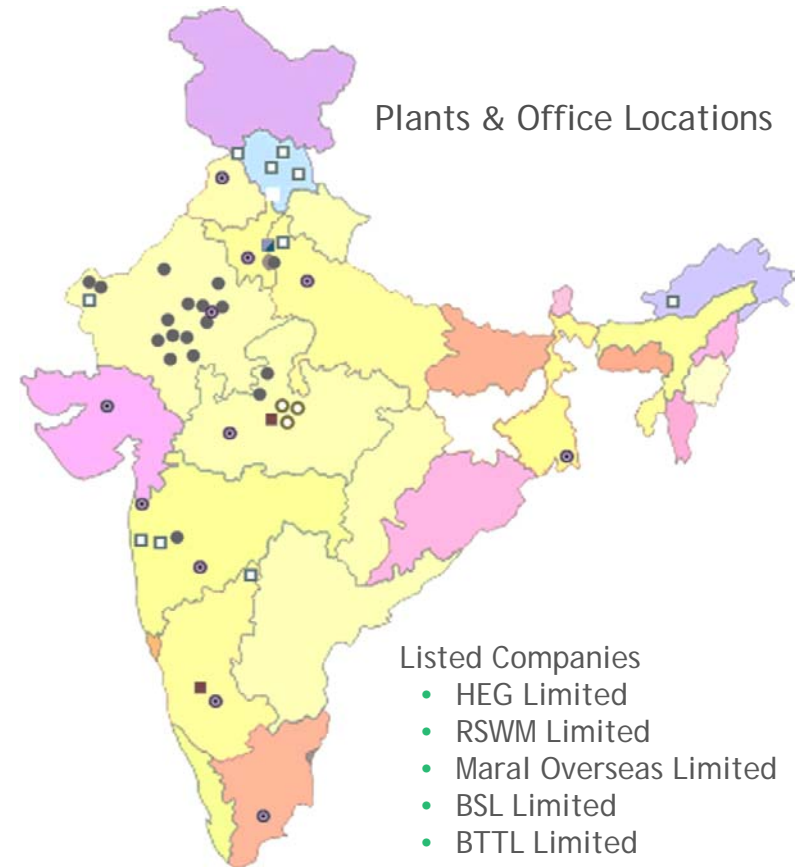 Plants & Office Locations
Listed Companies
• HEG Limited
• RSWM Limited
• Maral Overseas Limited
• BSL Limited
• BTTL Limited